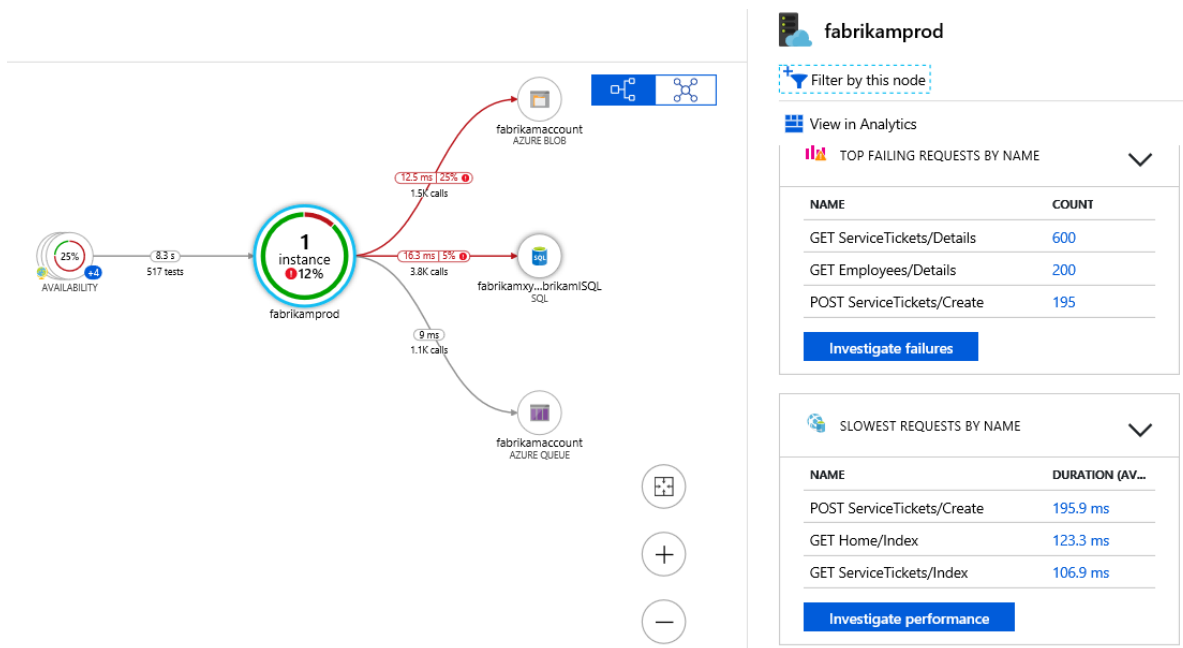 fabrikamprod
Filter by this node
View in Analytics
TOP FAILING REQUESTS BY NAME
NAME COUNT
GET ServiceTickets/Details 600
GET Employees/Details 200
POST ServiceTickets/Create 195
Investigate failures
SLOWEST REQUESTS BY NAME
NAME DURATION (AV...
POST ServiceTickets/Create 195.9 ms
GET Home/Index 123.3 ms
GET ServiceTickets/Index 106.9 ms
Investigate performance
25%
+4
AVAILABILITY
8.3 s
517 tests
1
instance
12%
fabrikamprod
12.5 ms | 25%
1.5K calls
fabrikamaccount
AZURE BLOB
16.3 ms | 5%
3.8K calls
SQL
fabrikamxy...brikamlSQL
SQL
9 ms
1.1K calls
fabrikamaccount
AZURE QUEUE